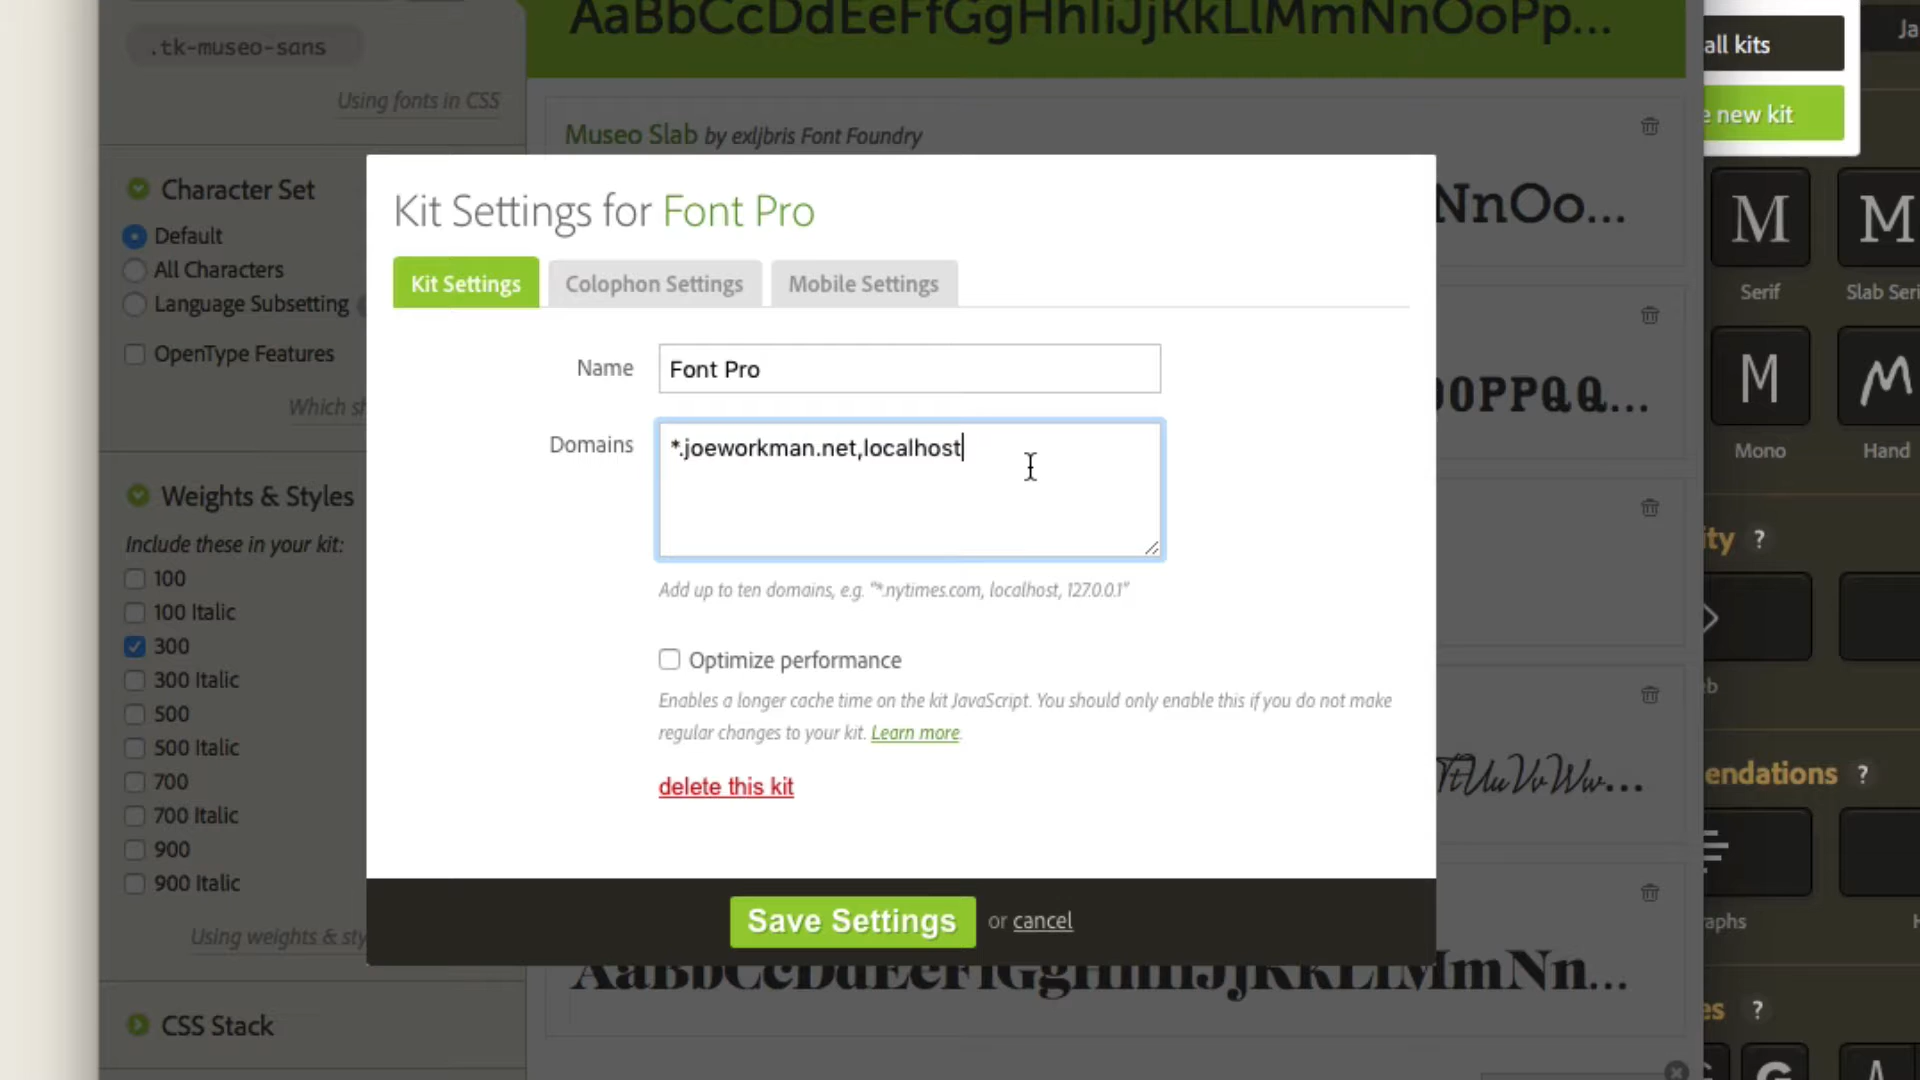 AaBbCcDdEeFfGgHhIiJjKkLlMmNnOoPp...
.tk-museo-sans
all kits
Using fonts in CSS
new kit
Museo Slab by exljbris Font Foundry
Character Set
Default
All Characters
Language Subsetting
OpenType Features
Weights & Styles
Include these in your kit:
100
100 Italic
300
300 Italic
500
500 Italic
700
700 Italic
900
900 Italic
Using weights &
CSS Stack
Kit Settings for Font Pro
Kit Settings
Colophon Settings
Mobile Settings
Name
Font Pro
Domains
*.joeworkman.net,localhost
Add up to ten domains, e.g. "*.nytimes.com, localhost, 127.0.0.1"
Optimize performance
Enables a longer cache time on the kit JavaScript. You should only enable this if you do not make
regular changes to your kit. Learn more.
delete this kit
Save Settings or cancel
NnOo...
M
M
Serif
Slab Seri
M
Mono
Hand
?
?
?